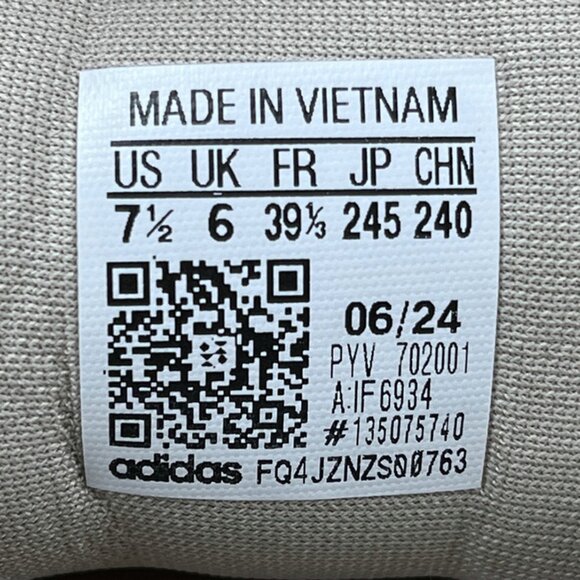 MADE IN VIETNAM
US UK FR JP CHN
7½ 6 39⅓ 245 240
06/24
PYV 702001
A:IF6934
#135075740
adidas FQ4JZNZS00763